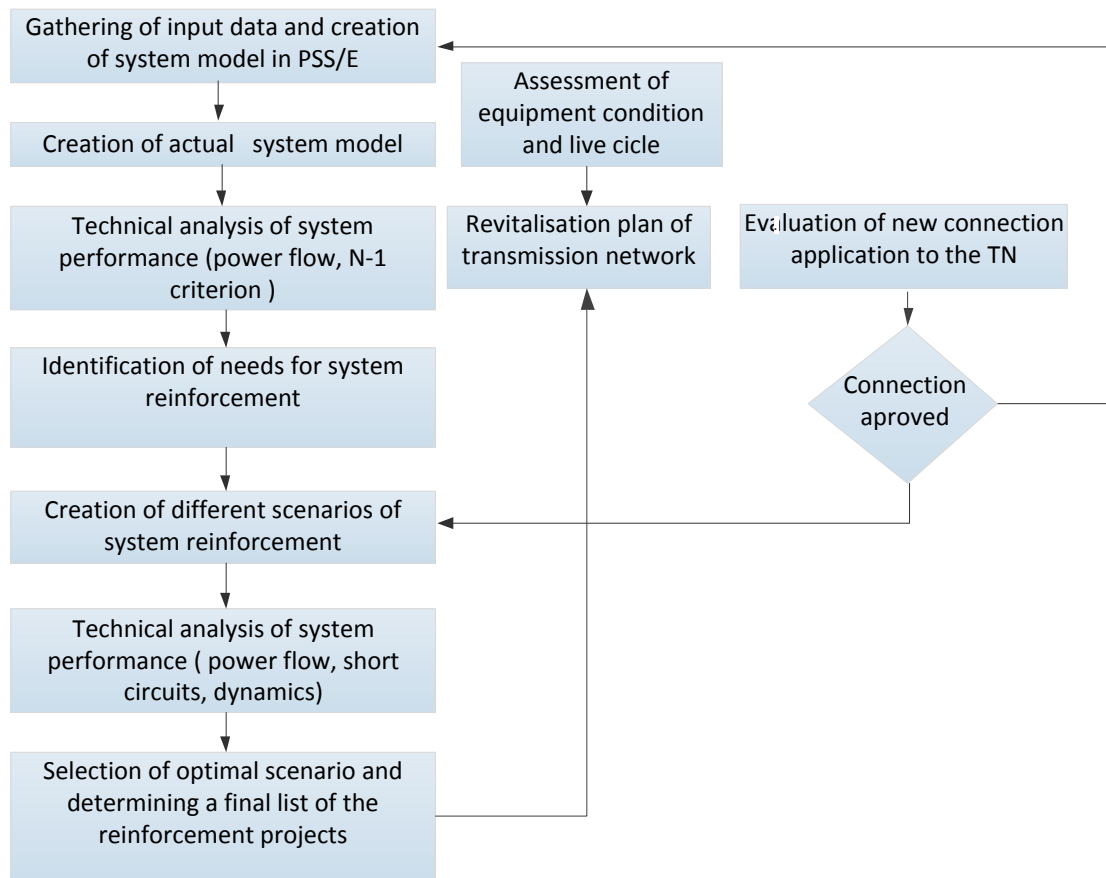 Gathering of input data and creation
of system model in PSS/E
Creation of actual system model
Technical analysis of system
performance (power flow, N-1
criterion )
Identification of needs for system
reinforcement
Creation of different scenarios of
system reinforcement
Technical analysis of system
performance ( power flow, short
circuits, dynamics)
Selection of optimal scenario and
determining a final list of the
reinforcement projects
Assessment of
equipment condition
and live cicle
Revitalisation plan of
transmission network
Evaluation of new connection
application to the TN
Connection
aproved